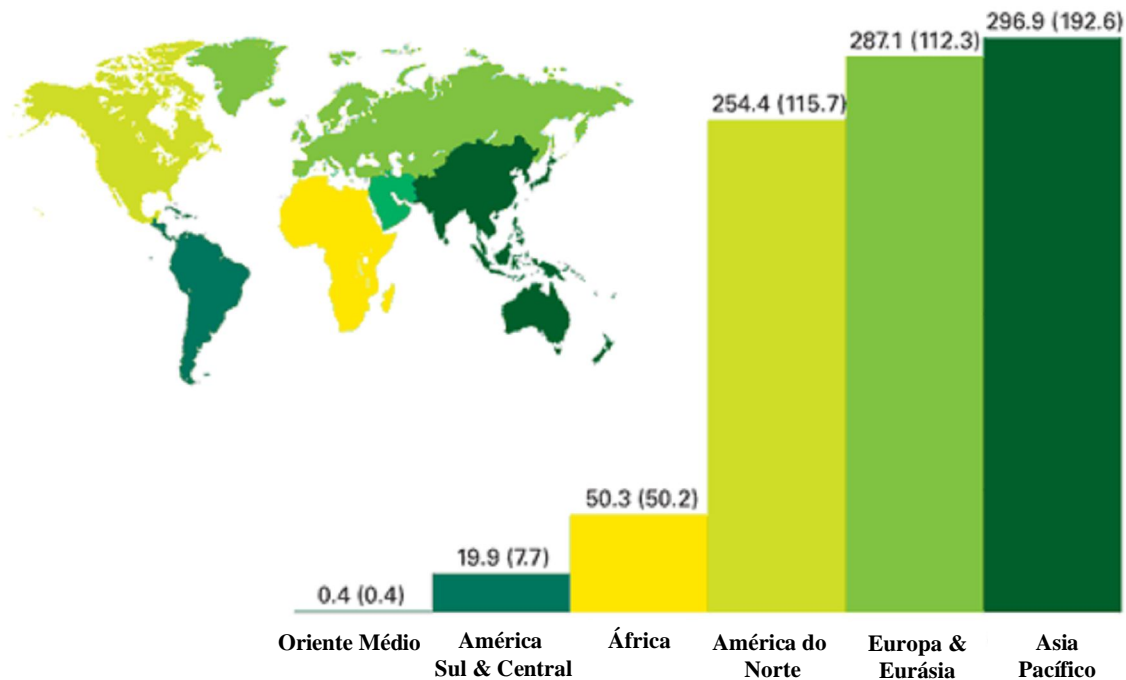 296.9 (192.6)
287.1 (112.3)
254.4 (115.7)
50.3 (50.2)
19.9 (7.7)
0.4 (0.4)
Oriente Médio
América
Sul & Central
África
América do
Norte
Europa &
Eurásia
Asia
Pacífico